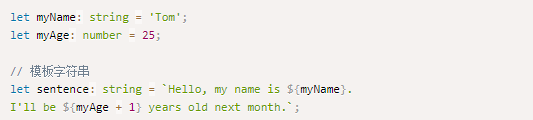 let myName: string = 'Tom';
let myAge: number = 25;
// 模板字符串
let sentence: string = `Hello, my name is ${myName}.
I'll be ${myAge + 1} years old next month.`;